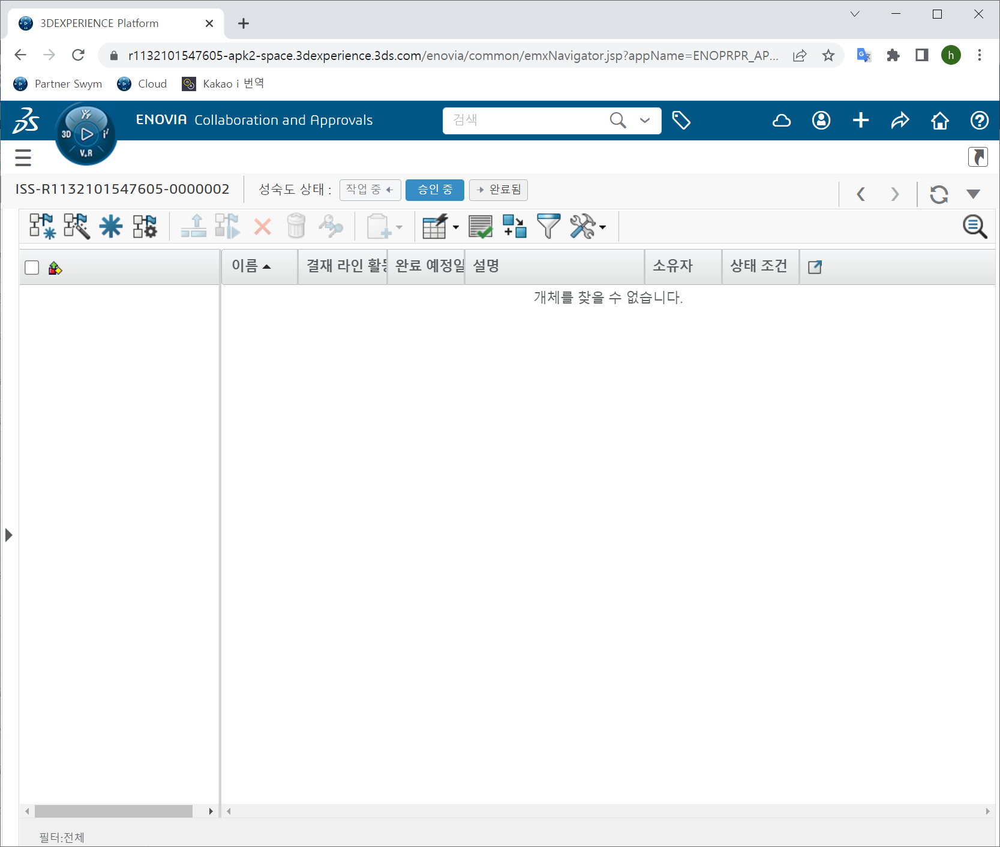 3DEXPERIENCE Platform
r1132101547605-apk2-space.3dexperience.3ds.com/enovia/common/emxNavigator.jsp?appName=ENOPRPR_AP...
h
Partner Swym Cloud Kakao i 번역
3D V.R i²
ENOVIA Collaboration and Approvals
검색
ISS-R1132101547605-0000002 성숙도 상태 : 작업 중 승인 중 완료됨
이름 결재 라인 활동 완료 예정일 설명 소유자 상태 조건
개체를 찾을 수 없습니다.
필터:전체